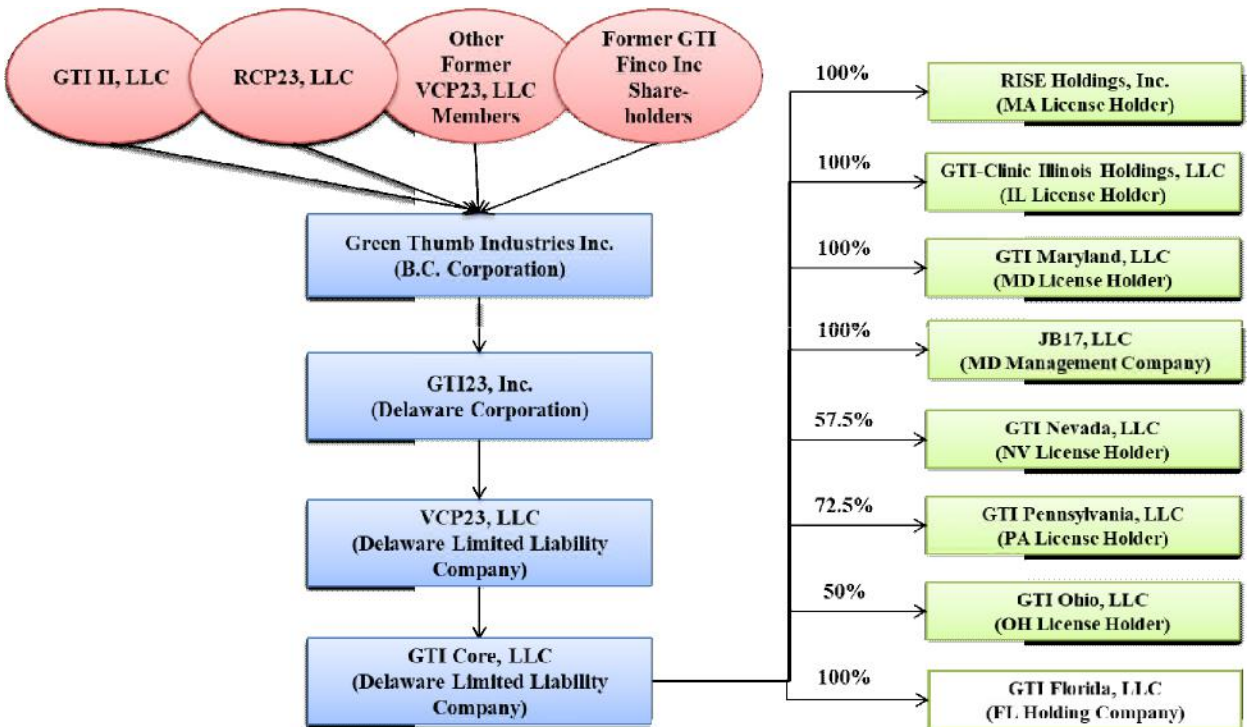 GTI II, LLC
RCP23, LLC
Other
Former
VCP23, LLC
Members
Former GTI
Finco Inc
Share-
holders
Green Thumb Industries Inc.
(B.C. Corporation)
GTI23, Inc.
(Delaware Corporation)
VCP23, LLC
(Delaware Limited Liability
Company)
GTI Core, LLC
(Delaware Limited Liability
Company)
100%
RISE Holdings, Inc.
(MA License Holder)
100%
GTI-Clinic Illinois Holdings, LLC
(IL License Holder)
100%
GTI Maryland, LLC
(MD License Holder)
100%
JB17, LLC
(MD Management Company)
57.5%
GTI Nevada, LLC
(NV License Holder)
72.5%
GTI Pennsylvania, LLC
(PA License Holder)
50%
GTI Ohio, LLC
(OH License Holder)
100%
GTI Florida, LLC
(FL Holding Company)